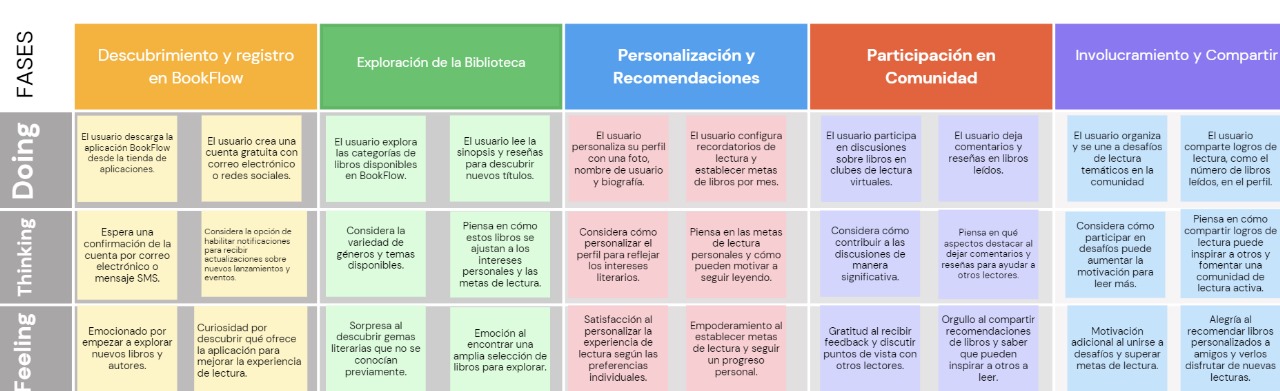 FASES
Descubrimiento y registro
en BookFlow
Exploración de la Biblioteca
Personalización y
Recomendaciones
Participación en
Comunidad
Involucramiento y Compartir
Doing
El usuario descarga la
aplicación BookFlow
desde la tienda de
aplicaciones.
El usuario crea una
cuenta gratuita con
correo electrónico
o redes sociales.
El usuario explora
las categorías de
libros disponibles
en BookFlow.
El usuario lee la
sinopsis y reseñas
para descubrir
nuevos títulos.
El usuario
personaliza su perfil
con una foto,
nombre de usuario
y biografía.
El usuario configura
recordatorios de
lectura y
establecer metas
de libros por mes.
El usuario participa
en discusiones
sobre libros en
clubes de lectura
virtuales.
El usuario deja
comentarios y
reseñas en libros
leídos.
El usuario organiza
y se une a desafíos
de lectura
temáticos en la
comunidad
El usuario
comparte logros de
lectura, como el
número de libros
leídos, en el perfil.
Thinking
Espera una
confirmación de la
cuenta por correo
electrónico o
mensaje SMS.
Considera la opción de
habilitar notificaciones
para recibir
actualizaciones sobre
nuevos lanzamientos y
eventos.
Considera la
variedad de
géneros y temas
disponibles.
Piensa en cómo
estos libros se
ajustan a los
intereses
personales y las
metas de lectura.
Considera cómo
personalizar el
perfil para reflejar
los intereses
literarios.
Piensa en las metas
de lectura
personales y cómo
pueden motivar a
seguir leyendo.
Considera cómo
contribuir a las
discusiones de
manera
significativa.
Piensa en qué
aspectos destacar al
dejar comentarios y
reseñas para ayudar a
otros lectores.
Considera cómo
participar en
desafíos puede
aumentar la
motivación para
leer más.
Piensa en cómo
compartir logros de
lectura puede
inspirar a otros y
fomentar una
comunidad de
lectura activa.
Feeling
Emocionado por
empezar a explorar
nuevos libros y
autores.
Curiosidad por
descubrir qué ofrece
la aplicación para
mejorar la experiencia
de lectura.
Sorpresa al
descubrir gemas
literarias que no se
conocían
previamente.
Emoción al
encontrar una
amplia selección de
libros para explorar.
Satisfacción al
personalizar la
experiencia de
lectura según las
preferencias
individuales.
Empoderamiento al
establecer metas
de lectura y seguir
un progreso
personal.
Gratitud al recibir
feedback y discutir
puntos de vista con
otros lectores.
Orgullo al compartir
recomendaciones
de libros y saber
que pueden
inspirar a otros a
leer.
Motivación
adicional al unirse a
desafíos y superar
metas.
Alegría al
recomendar libros
personalizados a
amigos y verlos
disfrutar de nuevas
lecturas.